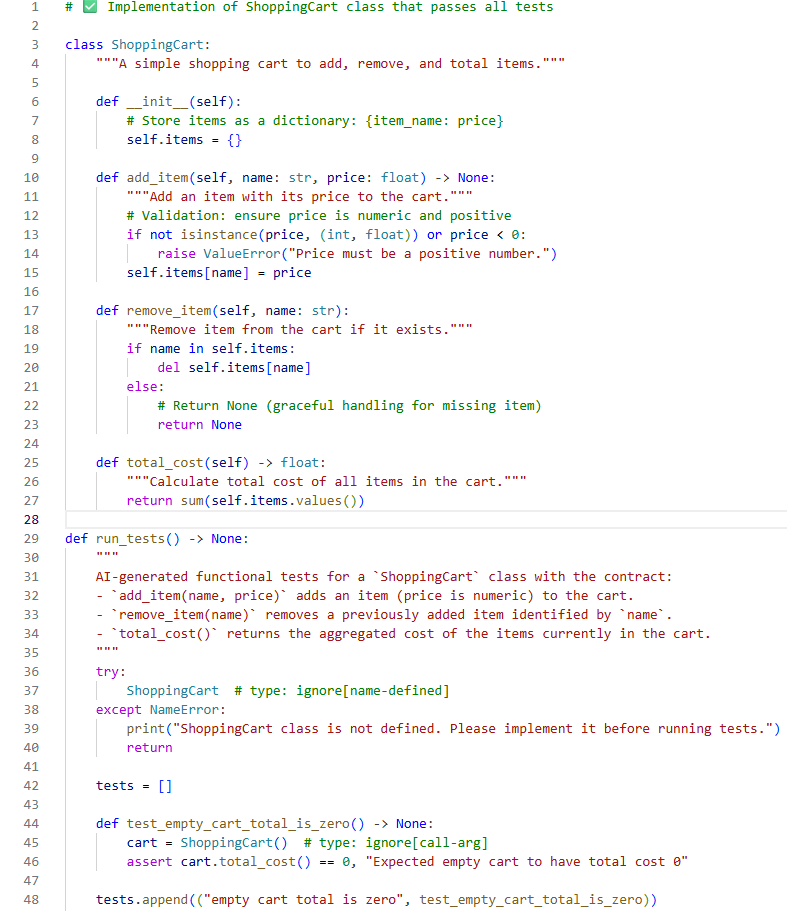 1 # ✅ Implementation of ShoppingCart class that passes all tests
2
3 class ShoppingCart:
4     """A simple shopping cart to add, remove, and total items."""
5
6     def __init__(self):
7         # Store items as a dictionary: {item_name: price}
8         self.items = {}
9
10     def add_item(self, name: str, price: float) -> None:
11         """Add an item with its price to the cart."""
12         # Validation: ensure price is numeric and positive
13         if not isinstance(price, (int, float)) or price < 0:
14             raise ValueError("Price must be a positive number.")
15         self.items[name] = price
16
17     def remove_item(self, name: str):
18         """Remove item from the cart if it exists."""
19         if name in self.items:
20             del self.items[name]
21         else:
22             # Return None (graceful handling for missing item)
23             return None
24
25     def total_cost(self) -> float:
26         """Calculate total cost of all items in the cart."""
27         return sum(self.items.values())
28
29 def run_tests() -> None:
30     """
31     AI-generated functional tests for a `ShoppingCart` class with the contract:
32     - `add_item(name, price)` adds an item (price is numeric) to the cart.
33     - `remove_item(name)` removes a previously added item identified by `name`.
34     - `total_cost()` returns the aggregated cost of the items currently in the cart.
35     """
36     try:
37         ShoppingCart  # type: ignore[name-defined]
38     except NameError:
39         print("ShoppingCart class is not defined. Please implement it before running tests.")
40         return
41
42     tests = []
43
44     def test_empty_cart_total_is_zero() -> None:
45         cart = ShoppingCart()  # type: ignore[call-arg]
46         assert cart.total_cost() == 0, "Expected empty cart to have total cost 0"
47
48     tests.append(("empty cart total is zero", test_empty_cart_total_is_zero))